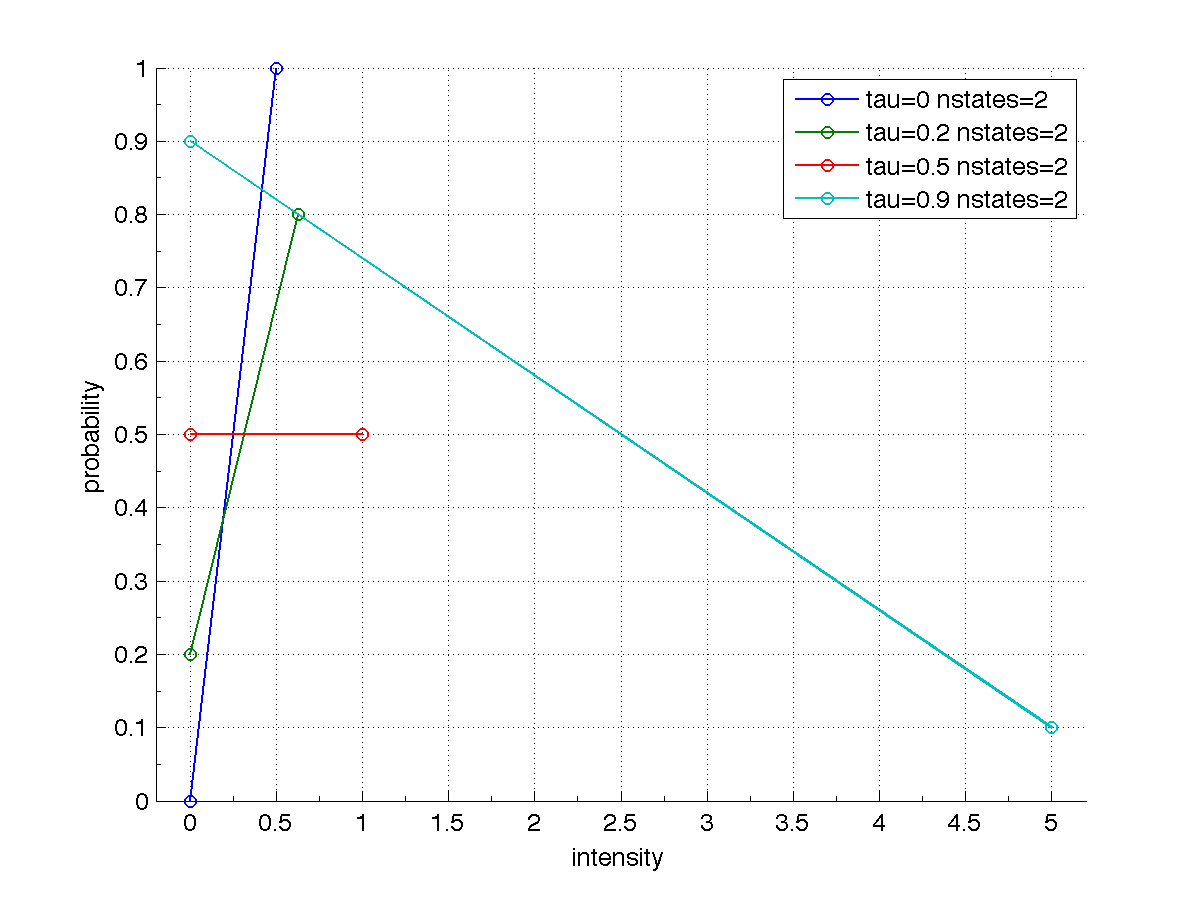 1
0.9
0.8
0.7
0.6
0.5
0.4
0.3
0.2
0.1
0
probability
0 0.5 1 1.5 2 2.5 3 3.5 4 4.5 5
intensity
tau=0 nstates=2
tau=0.2 nstates=2
tau=0.5 nstates=2
tau=0.9 nstates=2